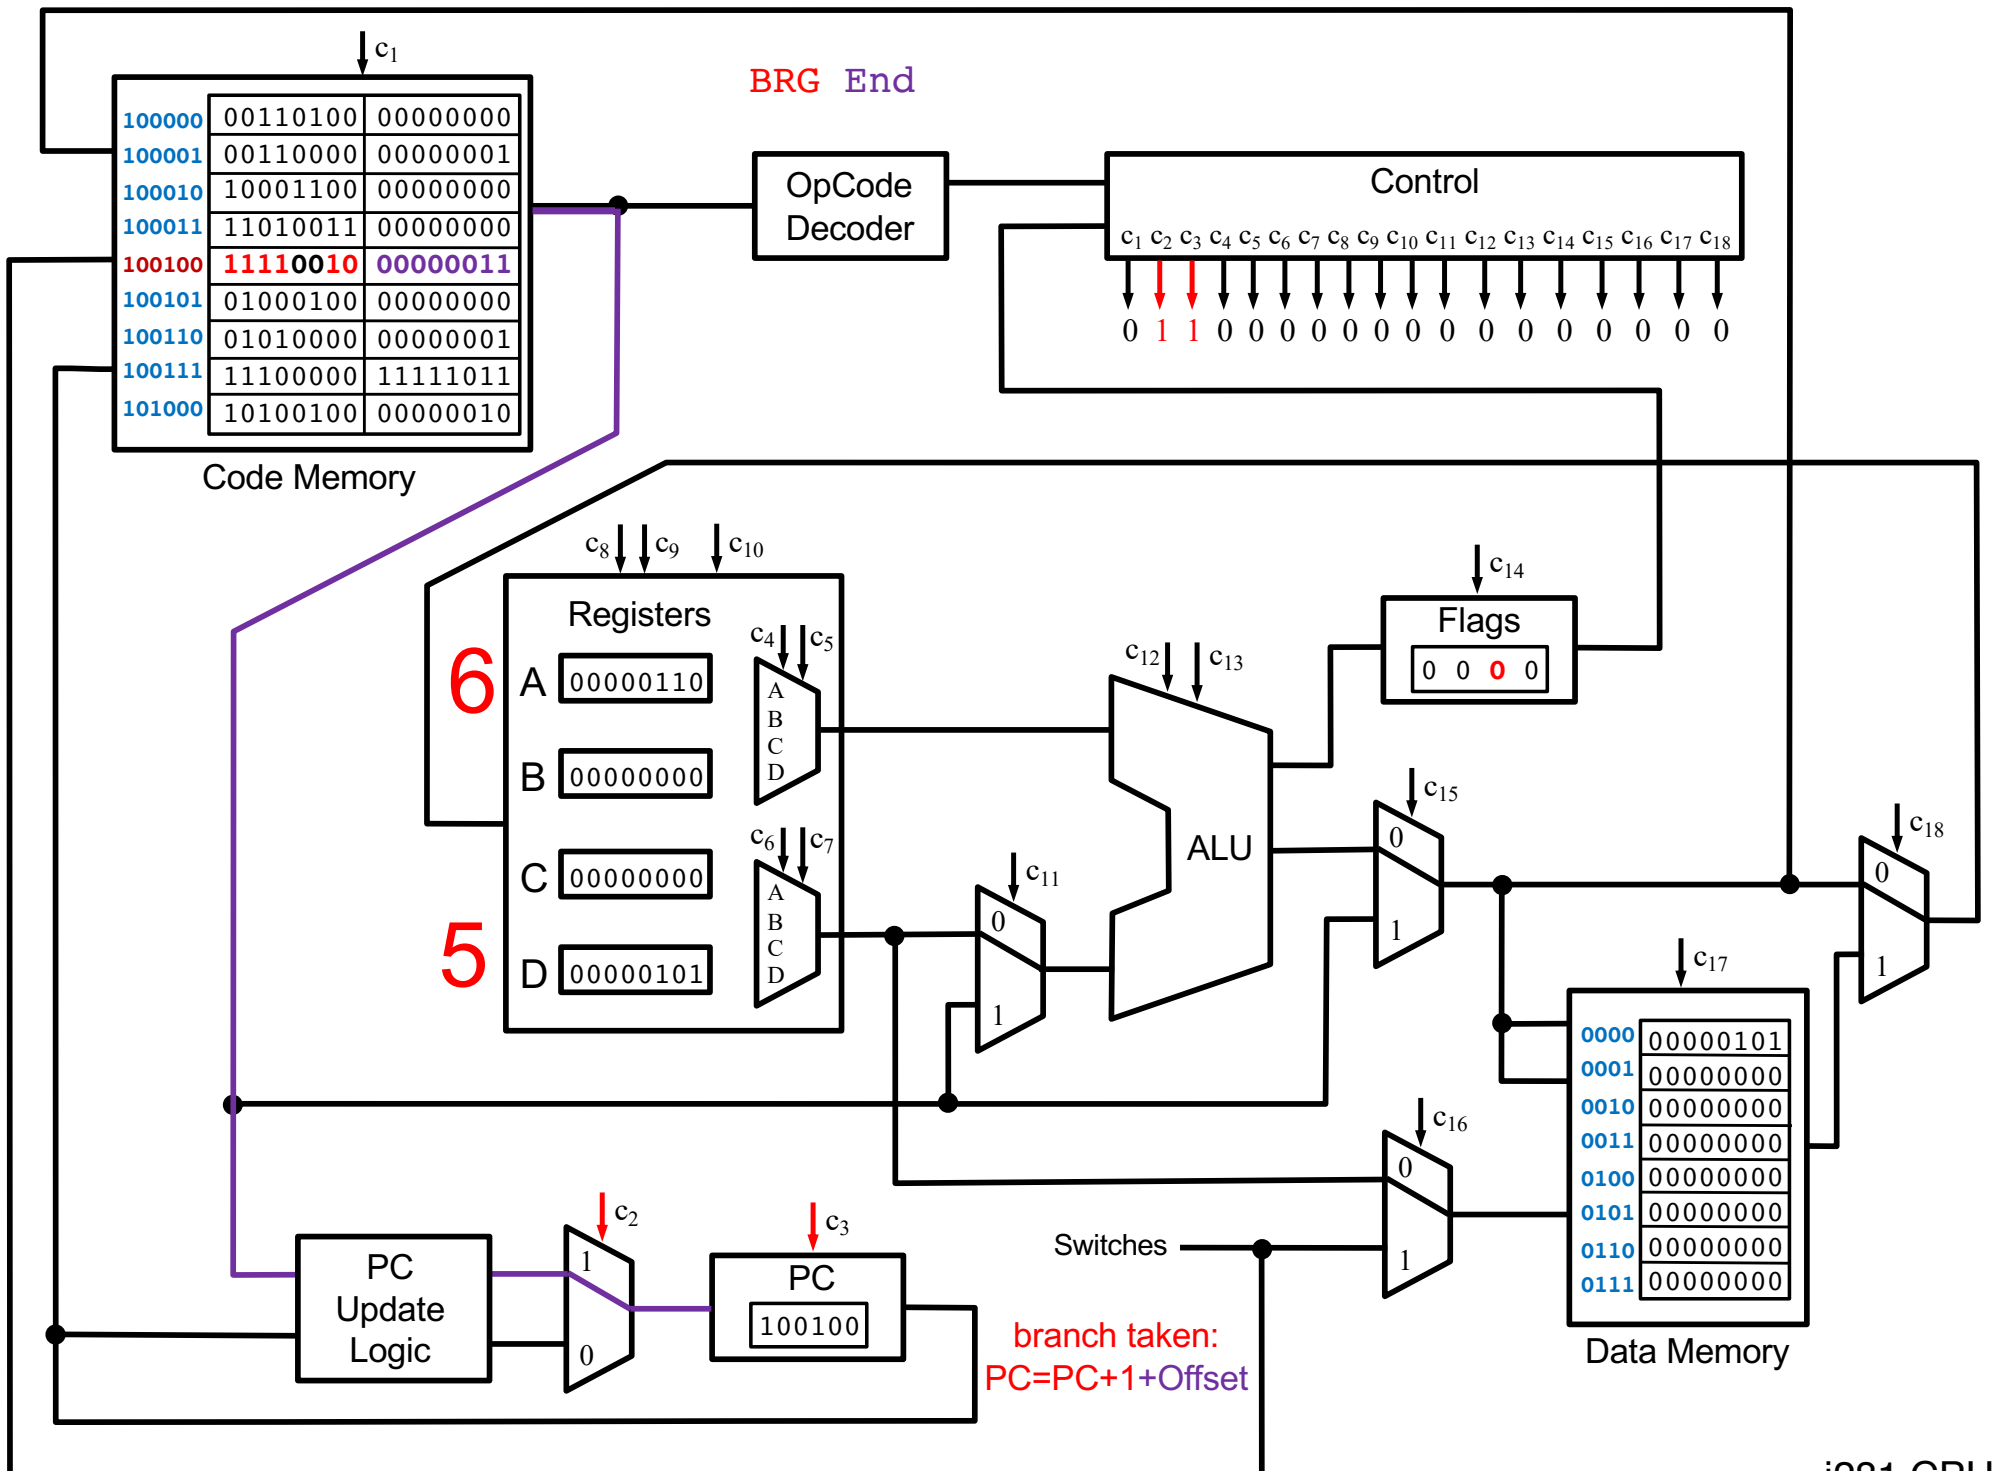 c1
BRG End
100000 00110100 00000000
100001 00110000 00000001
100010 10001100 00000000
100011 11010011 00000000
100100 11110010 00000011
100101 01000100 00000000
100110 01010000 00000001
100111 11100000 11111011
101000 10100100 00000010
Code Memory
OpCode
Decoder
Control
c1 c2 c3 c4 c5 c6 c7 c8 c9 c10 c11 c12 c13 c14 c15 c16 c17 c18
0 1 1 0 0 0 0 0 0 0 0 0 0 0 0 0 0 0
c8 c9 c10
Registers
c4 c5
6 A 00000110
B 00000000
A
B
C
D
c6 c7
C 00000000
5 D 00000101
A
B
C
D
c11
0
1
c12 c13
ALU
c14
Flags
0 0 0 0
c15
0
1
c18
0
1
c16
0
1
Switches
c17
0000 00000101
0001 00000000
0010 00000000
0011 00000000
0100 00000000
0101 00000000
0110 00000000
0111 00000000
Data Memory
PC
Update
Logic
c2
1
0
c3
PC
100100
branch taken:
PC=PC+1+Offset
i281 CPU